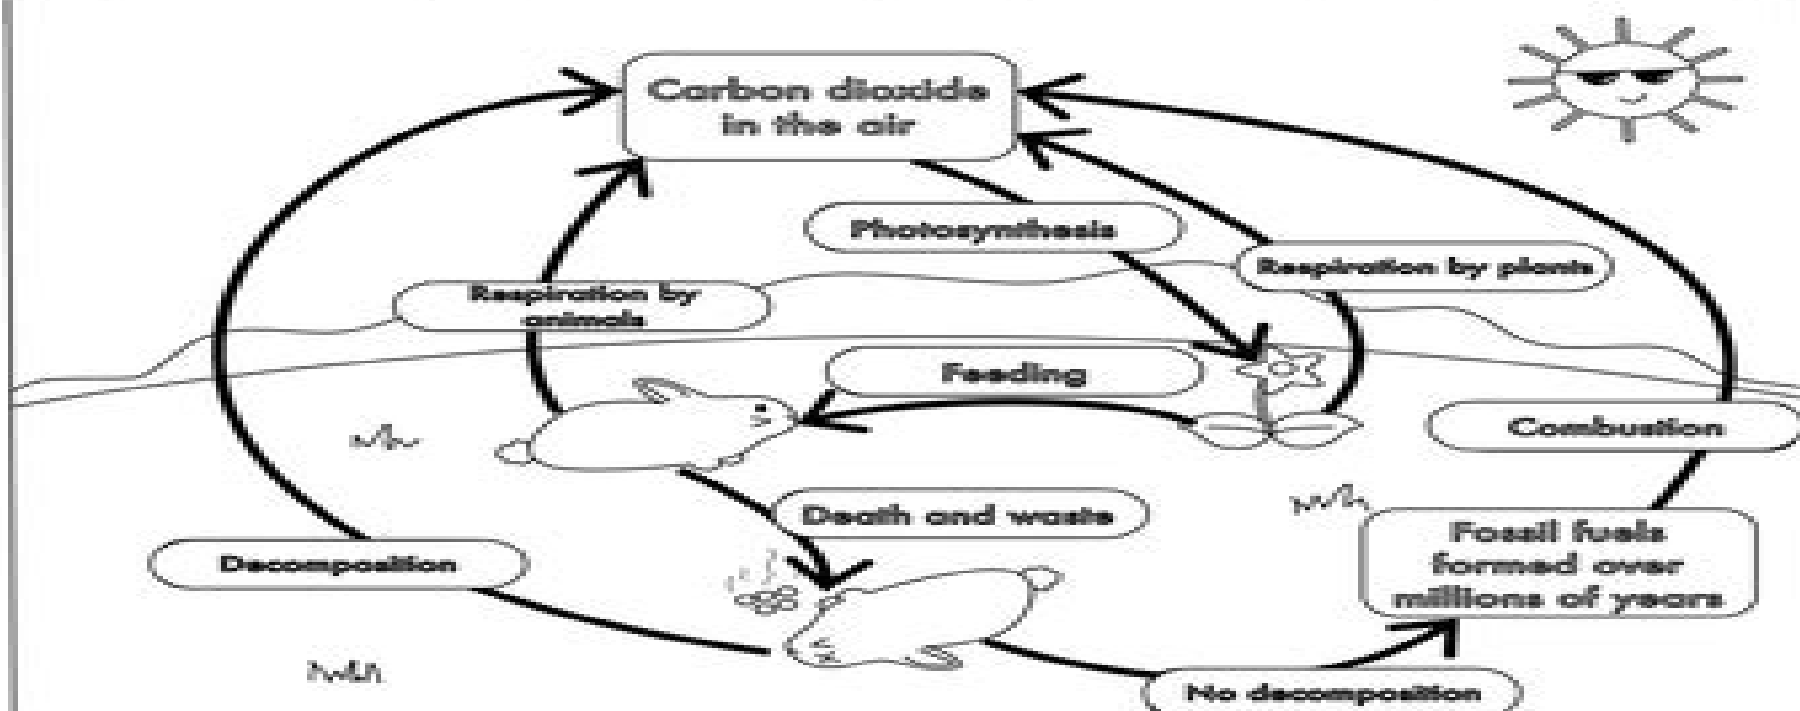 Carbon dioxide
in the air
Photosynthesis
Respiration by plants
Respiration by
animals
Feeding
Combustion
Death and waste
Fossil fuels
formed over
millions of years
Decomposition
No decomposition